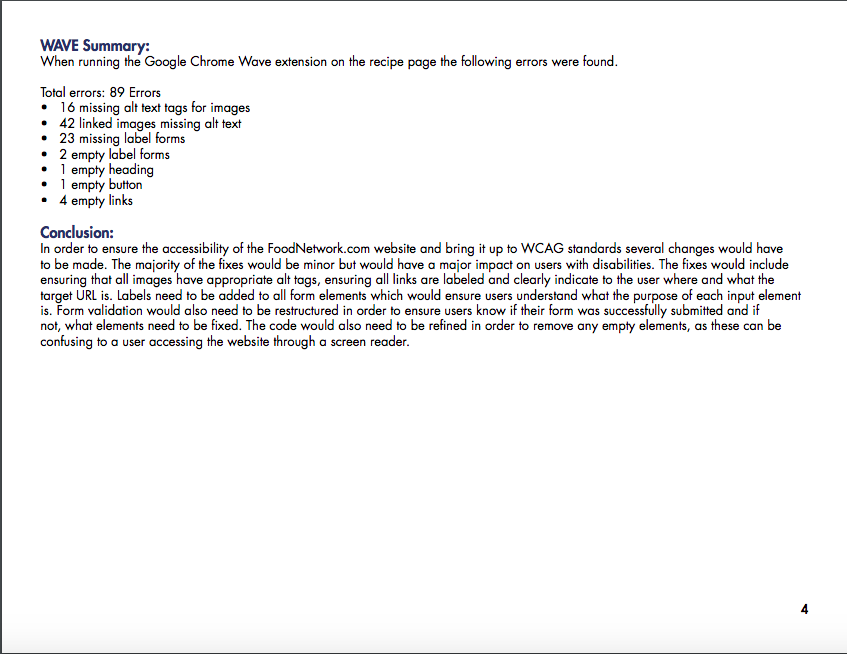 WAVE Summary:
When running the Google Chrome Wave extension on the recipe page the following errors were found.
Total errors: 89 Errors
• 16 missing alt text tags for images
• 42 linked images missing alt text
• 23 missing label forms
• 2 empty label forms
• 1 empty heading
• 1 empty button
• 4 empty links
Conclusion:
In order to ensure the accessibility of the FoodNetwork.com website and bring it up to WCAG standards several changes would have
to be made. The majority of the fixes would be minor but would have a major impact on users with disabilities. The fixes would include
ensuring that all images have appropriate alt tags, ensuring all links are labeled and clearly indicate to the user where and what the
target URL is. Labels need to be added to all form elements which would ensure users understand what the purpose of each input element
is. Form validation would also need to be restructured in order to ensure users know if their form was successfully submitted and if
not, what elements need to be fixed. The code would also need to be refined in order to remove any empty elements, as these can be
confusing to a user accessing the website through a screen reader.
4